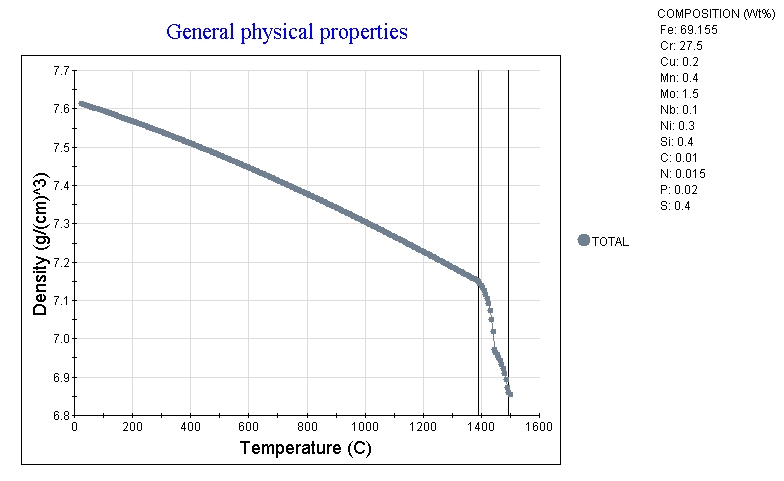 General physical properties
COMPOSITION (Wt%)
Fe: 69.155
Cr: 27.5
Cu: 0.2
Mn: 0.4
Mo: 1.5
Nb: 0.1
Ni: 0.3
Si: 0.4
C: 0.01
N: 0.015
P: 0.02
S: 0.4
7.7
7.6
7.5
7.4
7.3
7.2
7.1
7.0
6.9
6.8
Density (g/(cm)^3)
0 200 400 600 800 1000 1200 1400 1600
Temperature (C)
TOTAL